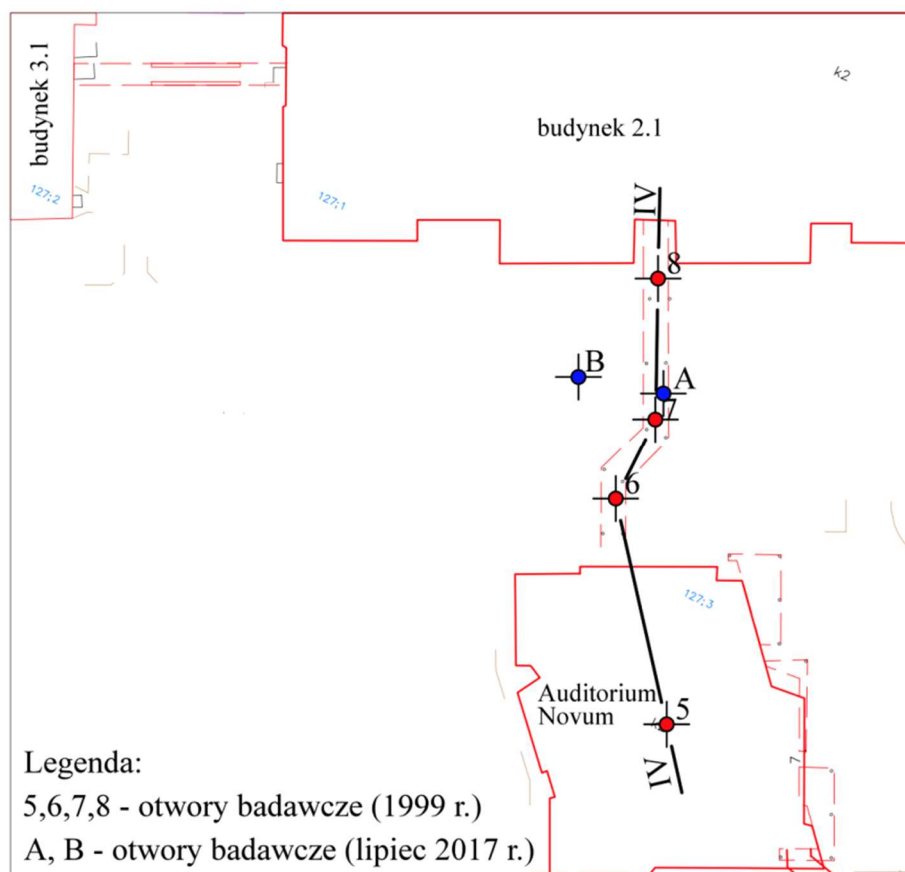 budynek 3.1
k2
budynek 2.1
127;2
127;1
IV
8
B
A
7
6
127;3
Auditorium
Novum
5
IV
7
Legenda:
5,6,7,8 - otwory badawcze (1999 r.)
A, B - otwory badawcze (lipiec 2017 r.)